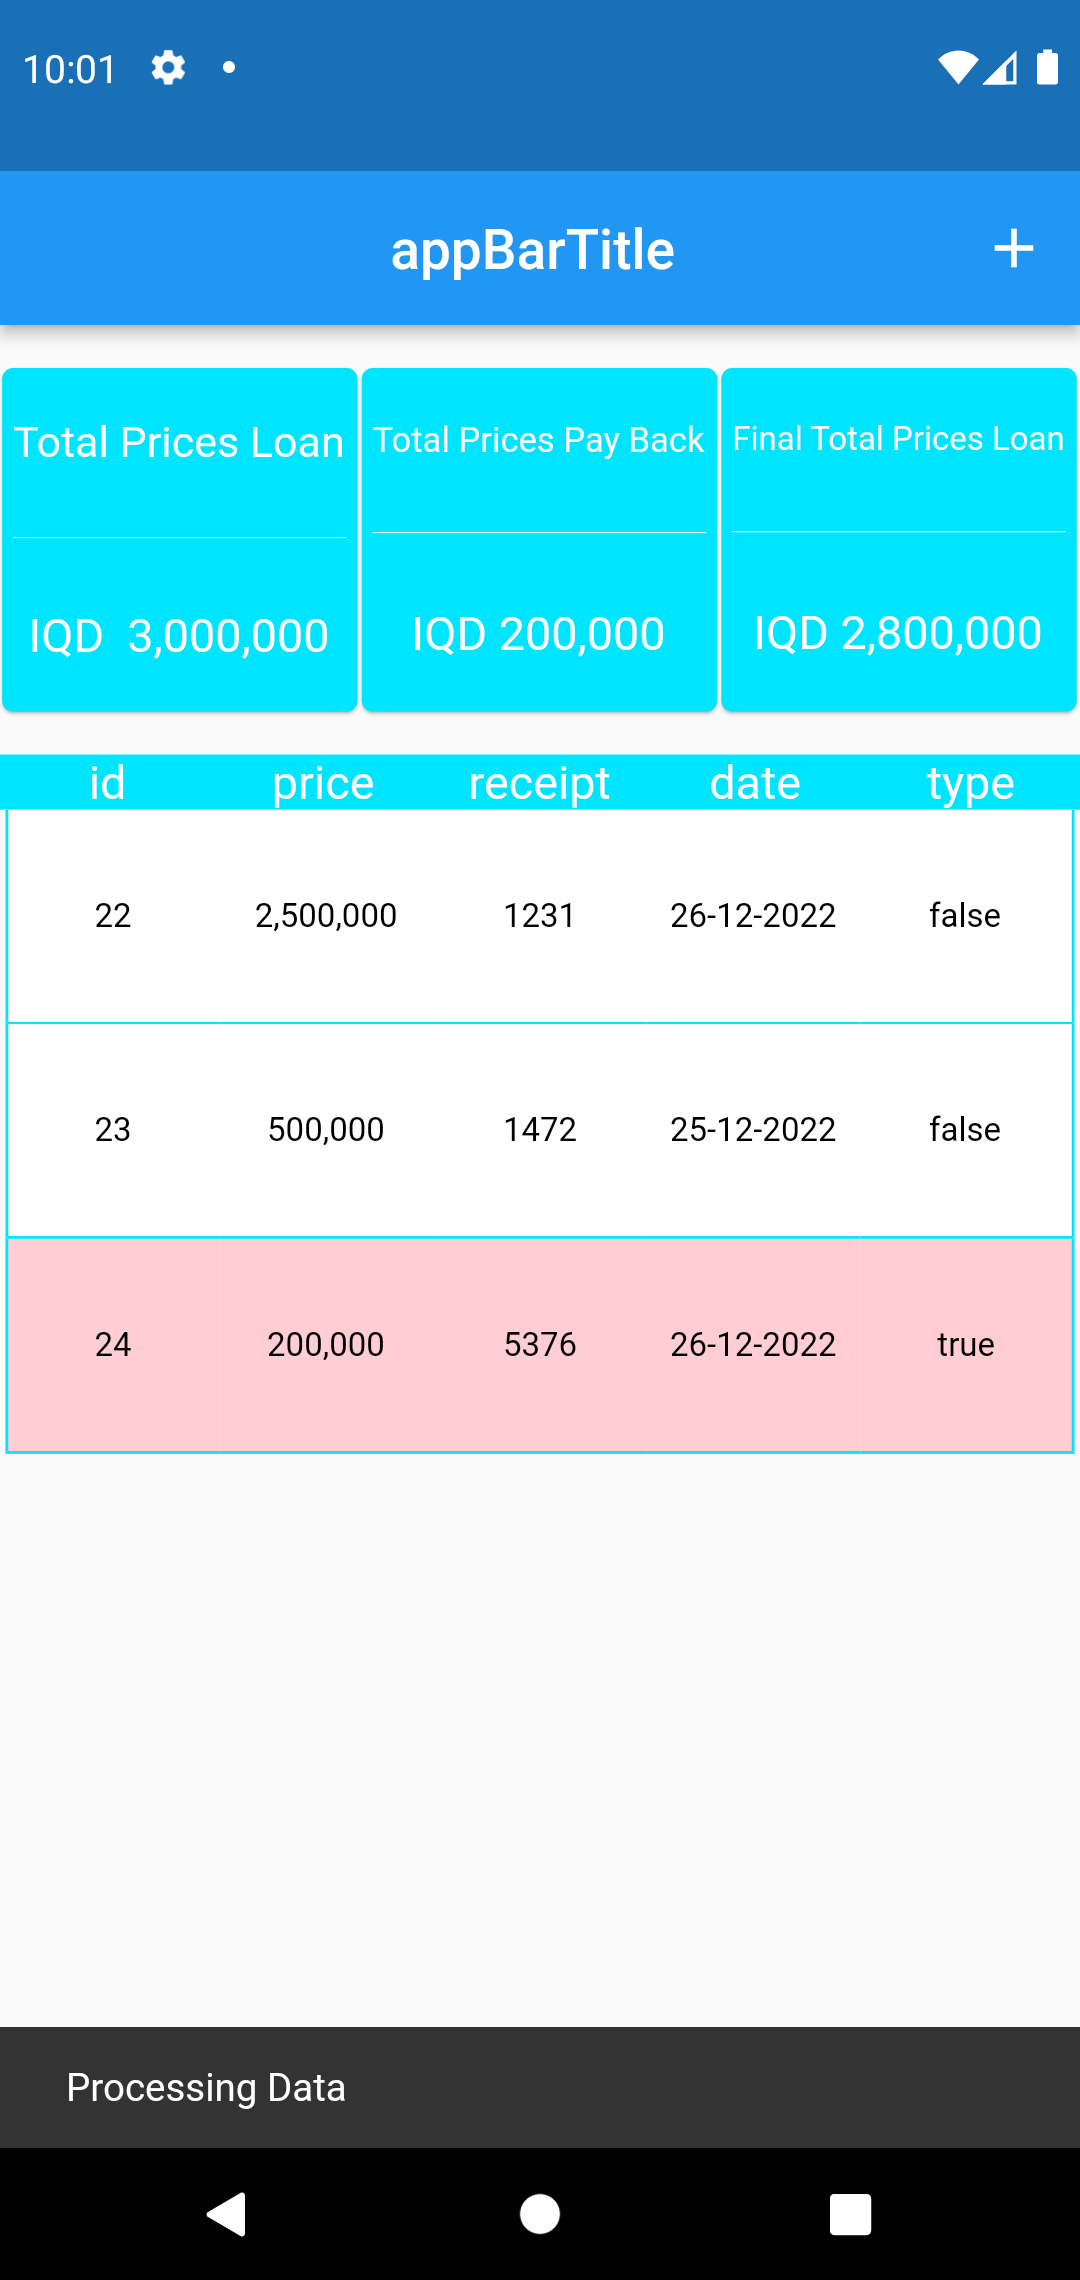 10:01
appBarTitle +
Total Prices Loan Total Prices Pay Back Final Total Prices Loan
IQD  3,000,000 IQD 200,000 IQD 2,800,000
id price receipt date type
22 2,500,000 1231 26-12-2022 false
23 500,000 1472 25-12-2022 false
24 200,000 5376 26-12-2022 true
Processing Data